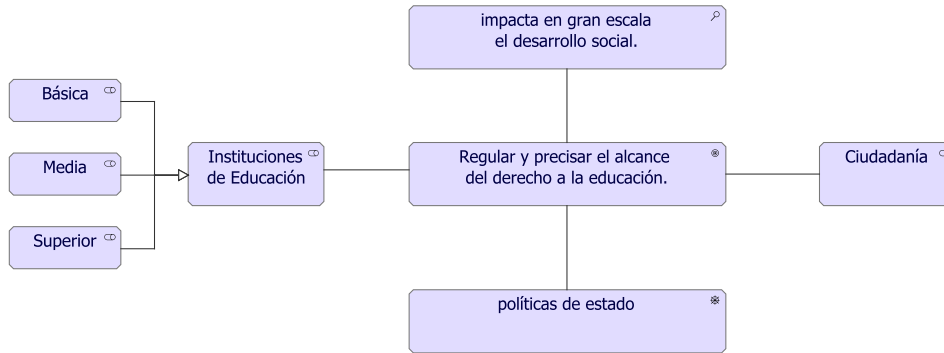 impacta en gran escala
el desarrollo social.
Básica
Media
Superior
Instituciones
de Educación
Regular y precisar el alcance
del derecho a la educación.
Ciudadanía
políticas de estado